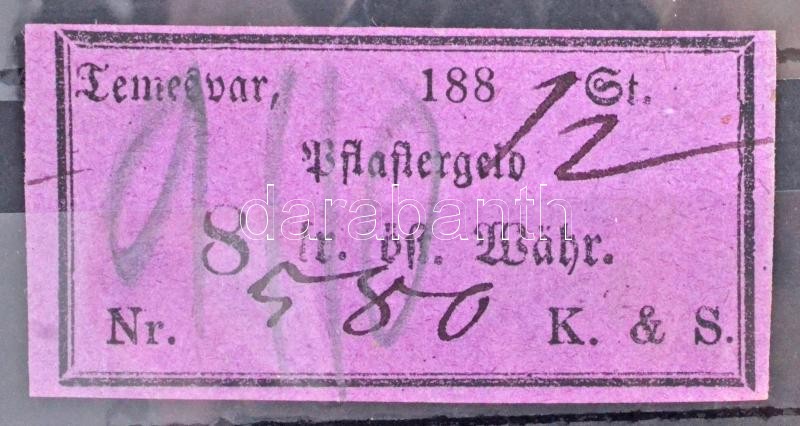 Temesvar, 188 12 St.
Pflastergeld
darabanth
8 kr. öst. Währ.
Nr. 580 K. & S.